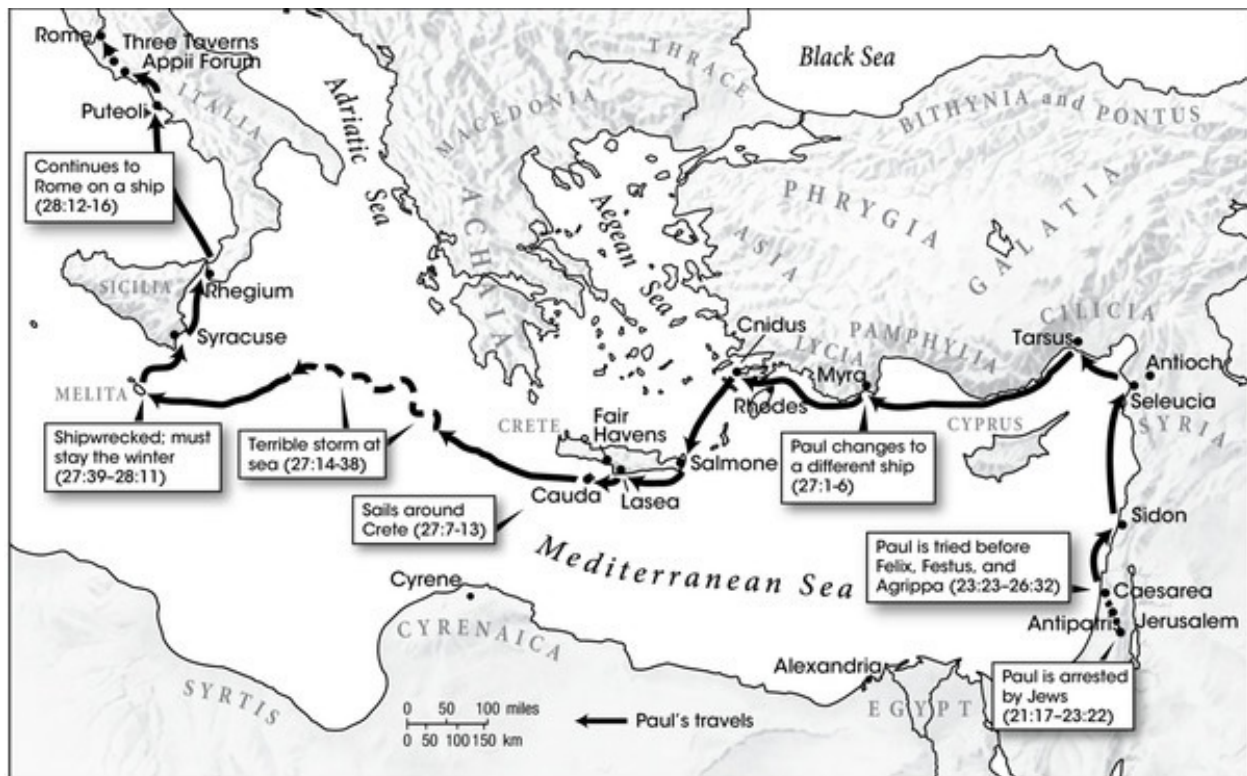 Rome
Three Taverns
Appii Forum
Puteoli
ITALIA
Continues to
Rome on a ship
(28:12-16)
SICILIA
Rhegium
Syracuse
MELITA
Shipwrecked; must
stay the winter
(27:39–28:11)
Terrible storm at
sea (27:14-38)
Adriatic
Sea
MACEDONIA
THRACE
ACHAIA
Aegean
Sea
Black Sea
BITHYNIA and PONTUS
PHRYGIA
GALATIA
ASIA
Cnidus
LYCIA
PAMPHYLIA
CILICIA
Tarsus
Antioch
Seleucia
SYRIA
Myra
Rhodes
CYPRUS
Paul changes to
a different ship
(27:1-6)
CRETE
Fair
Havens
Salmone
Cauda
Lasea
Sails around
Crete (27:7-13)
Mediterranean Sea
Sidon
Paul is tried before
Felix, Festus, and
Agrippa (23:23–26:32)
Caesarea
Antipatris
Jerusalem
Paul is arrested
by Jews
(21:17–23:22)
Cyrene
CYRENAICA
SYRTIS
Alexandria
EGYPT
0 50 100 miles
0 50 100 150 km
Paul's travels